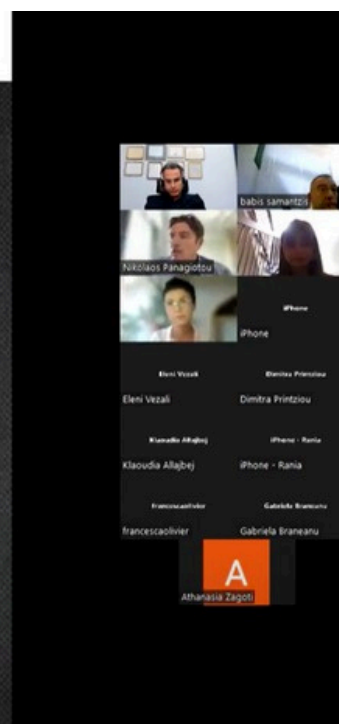 babis samantzis
Nikolaos Panagiotou
iPhone
iPhone
Eleni Vezali
Dimitra Printziou
Eleni Vezali
Dimitra Printziou
Klaoudia Allajbej
iPhone - Rania
Klaoudia Allajbej
iPhone - Rania
francescaolivier
Gabriela Braneanu
francescaolivier
Gabriela Braneanu
A
Athanasia Zagoti